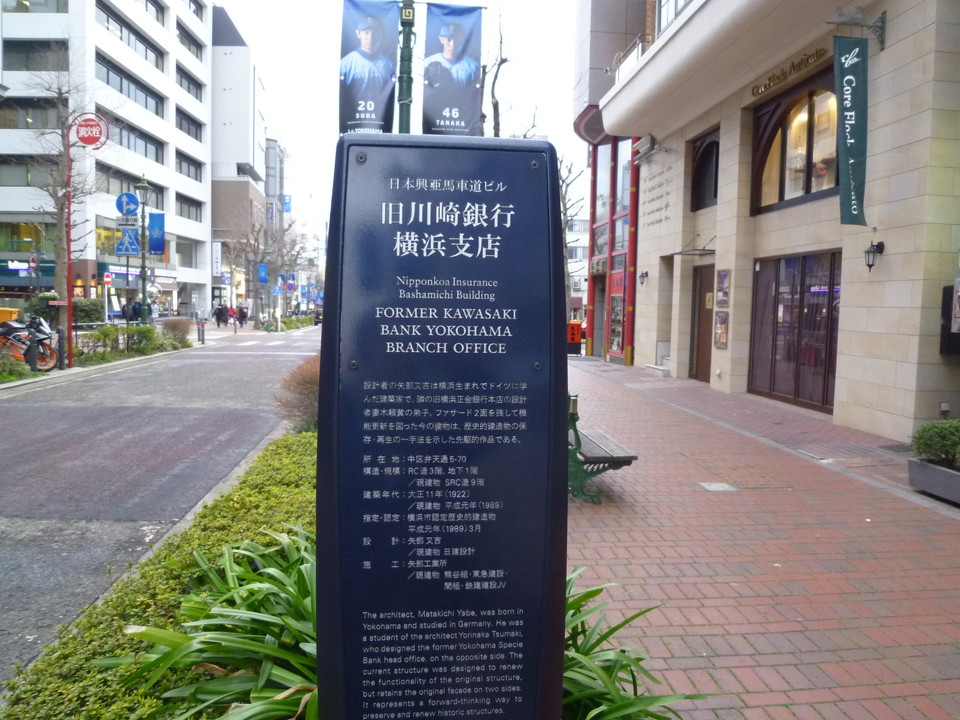 20
SUDA
46
TANAKA
消火栓
Core Flock Anniversario
Core Flock
日本興亜馬車道ビル
旧川崎銀行
横浜支店
Nipponkoa Insurance
Bashamichi Building
FORMER KAWASAKI
BANK YOKOHAMA
BRANCH OFFICE
設計者の矢部又吉は横浜生まれでドイツに学
んだ建築家で、隣の旧横浜正金銀行本店の設計
者妻木頼黄の弟子。ファサード2面を残して機
能更新を図った今の建物は、歴史的建造物の保
存・再生の一手法を示した先駆的作品である。
所在地：中区弁天通5-70
構造・規模：RC造3階、地下1階
／現建物 SRC造9階
建築年代：大正11年(1922)
／現建物 平成元年(1989)
指定・認定：横浜市認定歴史的建造物
平成元年(1989)3月
設計：矢部又吉
／現建物 日建設計
施工：矢部工業所
／現建物 熊谷組・東急建設・
間組・鉄建建設JV
The architect, Matakichi Yabe, was born in
Yokohama and studied in Germany. He was
a student of the architect Yorinaka Tsumaki,
who designed the former Yokohama Specie
Bank head office, on the opposite side. The
current structure was designed to renew
the functionality of the original structure,
but retains the original facade on two sides.
It represents a forward-thinking way to
preserve and renew historic structures.